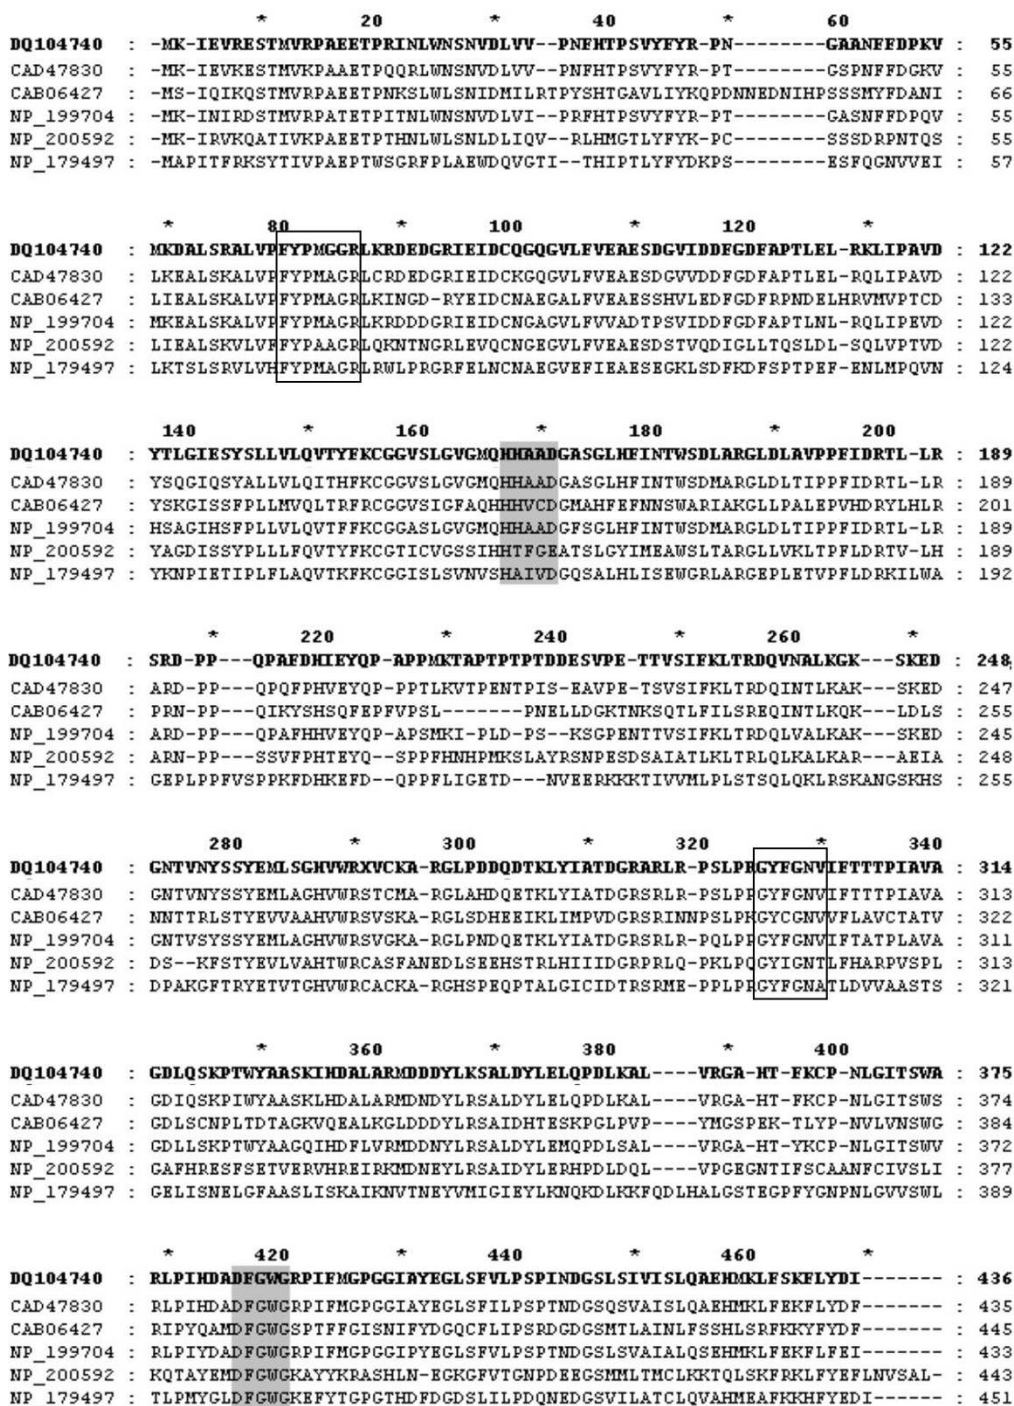 * 20 * 40 * 60
DQ104740 : -MK-IEVRESTMVRPAEETPRINLWNSNVDLVV--PNFHTPSVYFYR-PN--------GAANFFDPKV : 55
CAD47830 : -MK-IEVKESTMVKPAAETPQQRLWNSNVDLVV--PNFHTPSVYFYR-PT--------GSPNFFDGKV : 55
CAB06427 : -MS-IQIKQSTMVRPAEETPNKSLWLSNIDMILRTPYSHTGAVLIYKQPDNNEDNIHPSSSMYFDANI : 66
NP_199704 : -MK-INIRDSTMVRPATETPITNLWNSNVDLVI--PRFHTPSVYFYR-PT--------GASNFFDPQV : 55
NP_200592 : -MK-IRVKQATIVKPAEETPTHNLWLSNLDLIQV--RLHMGTLYFYK-PC--------SSSDRPNTQS : 55
NP_179497 : -MAPITFRKSYTIVPAEPTWSGRFPLAEWDQVGTI--THIPTLYFYDKPS--------ESFQGNVVEI : 57
* 80 * 100 * 120 *
DQ104740 : MKDALSRALVPFYPMGGRLKRDEDGRIEIDCQGQGVLFVEAESDGVIDDFGDFAPTLEL-RKLIPAVD : 122
CAD47830 : LKEALSKALVPFYPMAGRLCRDEDGRIEIDCKGQGVLFVEAESDGVVDDFGDFAPTLEL-RQLIPAVD : 122
CAB06427 : LIEALSKALVPFYPMAGRLKINGD-RYEIDCNAEGALFVEAESSHVLEDFGDFRPNDELHRVMVPTCD : 133
NP_199704 : MKEALSKALVPFYPMAGRLKRDDDGRIEIDCNGAGVLFVVADTPSVIDDFGDFAPTLNL-RQLIPEVD : 122
NP_200592 : LIEALSKVLVFFYPAAGRLQKNTNGRLEVQCNGEGVLFVEAESDSTVQDIGLLTQSLDL-SQLVPTVD : 122
NP_179497 : LKTSLSRVLVHFYPMAGRLRWLPRGRFELNCNAEGVEFIEAESEGKLSDFKDFSPTPEF-ENLMPQVN : 124
140 * 160 * 180 * 200
DQ104740 : YTLGIESYSLLVLQVTYFKCGGVSLGVGMQHHAADGASGLHFINTWSDLARGLDLAVPPFIDRTL-LR : 189
CAD47830 : YSQGIQSYALLVLQITHFKCGGVSLGVGMQHHAADGASGLHFINTWSDMARGLDLTIPPFIDRTL-LR : 189
CAB06427 : YSKGISSFPLLMVQLTRFRCGGVSIGFAQHHHVCDGMAHFEFNNSWARIAKGLLPALEPVHDRYLHLR : 201
NP_199704 : HSAGIHSFPLLVLQVTFFKCGGASLGVGMQHHAADGFSGLHFINTWSDMARGLDLTIPPFIDRTL-LR : 189
NP_200592 : YAGDISSYPLLLFQVTYFKCGTICVGSSIHHTFGEATSLGYIMEAWSLTARGLLVKLTPFLDRTV-LH : 189
NP_179497 : YKNPIETIPLFLAQVTKFKCGGISLSVNVSHAIVDGQSALHLISEWGRLARGEPLETVPFLDRKILWA : 192
* 220 * 240 * 260 *
DQ104740 : SRD-PP---QPAFDHIEYQP-APPMKTAPTPTPTDDESVPE-TTVSIFKLTRDQVNALKGK---SKED : 248
CAD47830 : ARD-PP---QPQFPHVEYQP-PPTLKVTPENTPIS-EAVPE-TSVSIFKLTRDQINTLKAK---SKED : 247
CAB06427 : PRN-PP---QIKYSHSQFEPFVPSL-------PNELLDGKTNKSQTLFILSREQINTLKQK---LDLS : 255
NP_199704 : ARD-PP---QPAFHHVEYQP-APSMKI-PLD-PS--KSGPENTTVSIFKLTRDQLVALKAK---SKED : 245
NP_200592 : ARN-PP---SSVFPHTEYQS-PPFHNHPMKSLAYRSNPESDSAIATLKLTRLQLKALKAR---AEIA : 248
NP_179497 : GEPLPPFVSPPKFDHKEFD--QPPFLIGETD---NVEERKKKTIVVMLPLSTSQLQKLRSKANGSKHS : 255
280 * 300 * 320 * 340
DQ104740 : GNTVNYSSYEMLSGHVWRXVCKA-RGLPDDQDTKLYIATDGRARLR-PSLPRGYFGNVIFTTTPIAVA : 314
CAD47830 : GNTVNYSSYEMLAGHVWRSTCMA-RGLAHDQETKLYIATDGRSRLR-PSLPPGYFGNVIFTTTPIAVA : 313
CAB06427 : NNTTRLSTYEVVAAHVWRSVSKA-RGLSDHEEIKLIMPVDGRSRINNPSLPKGYCGNVVFLAVCTATV : 322
NP_199704 : GNTVSYSSYEMLAGHVWRSVGKA-RGLPNDQETKLYIATDGRSRLR-PQLPPGYFGNVIFTATPLAVA : 311
NP_200592 : DS--KFSTYEVLVAHTWRCASFANEDLSEEHSTRLHIIIDGRPRLQ-PKLPQGYIGNTLFHARPVSPL : 313
NP_179497 : DPAKGFTRYETVTGHVWRCACKA-RGHSPEQPTALGICIDTRSRME-PPLPRGYFGNATLDVVAASTS : 321
* 360 * 380 * 400
DQ104740 : GDLQSKPTWYAASKIHDALARMDDDYLKSALDYLELQPDLKAL----VRGA-HT-FKCP-NLGITSWA : 375
CAD47830 : GDIQSKPIWYAASKLHDALARMDNDYLRSALDYLELQPDLKAL----VRGA-HT-FKCP-NLGITSWS : 374
CAB06427 : GDLSCNPLTDTAGKVQEALKGLDDDYLRSAIDHTESKPGLPVP----YMGSPEK-TLYP-NVLVNSWG : 384
NP_199704 : GDLLSKPTWYAAGQIHDFLVRMDDNYLRSALDYLEMQPDLSAL----VRGA-HT-YKCP-NLGITSWV : 372
NP_200592 : GAFHRESFSETVERVHREIRKMDNEYLRSAIDYLERHPDLDQL----VPGEGNTIFSCAANFCIVSLI : 377
NP_179497 : GELISNELGFAASLISKAIKNVTNEYVMIGIEYLKNQKDLKKFQDLHALGSTEGPFYGNPNLGVVSWL : 389
* 420 * 440 * 460 *
DQ104740 : RLPIHDADFGWGRPIFMGPGGIAYEGLSFVLPSPINDGSLSIVISLQAEHMKLFSKFLYDI------- : 436
CAD47830 : RLPIHDADFGWGRPIFMGPGGIAYEGLSFILPSPTNDGSQSVAISLQAEHMKLFEKFLYDF------- : 435
CAB06427 : RIPYQAMDFGWGSPTFFGISNIFYDGQCFLIPSRDGDGSMTLAINLFSSHLSRFKKYFYDF------- : 445
NP_199704 : RLPIYDADFGWGRPIFMGPGGIPYEGLSFVLPSPTNDGSLSVAIALQSEHMKLFEKFLFEI------- : 433
NP_200592 : KQTAYEMDFGWGKAYYKRASHLN-EGKGFVTGNPDEEGSMMLTMCLKKTQLSKFRKLFYEFLNVSAL- : 443
NP_179497 : TLPMYGLDFGWGKEFYTGPGTHDFDGDSLILPDQNEDGSVILATCLQVAHMEAFKKHFYEDI------ : 451